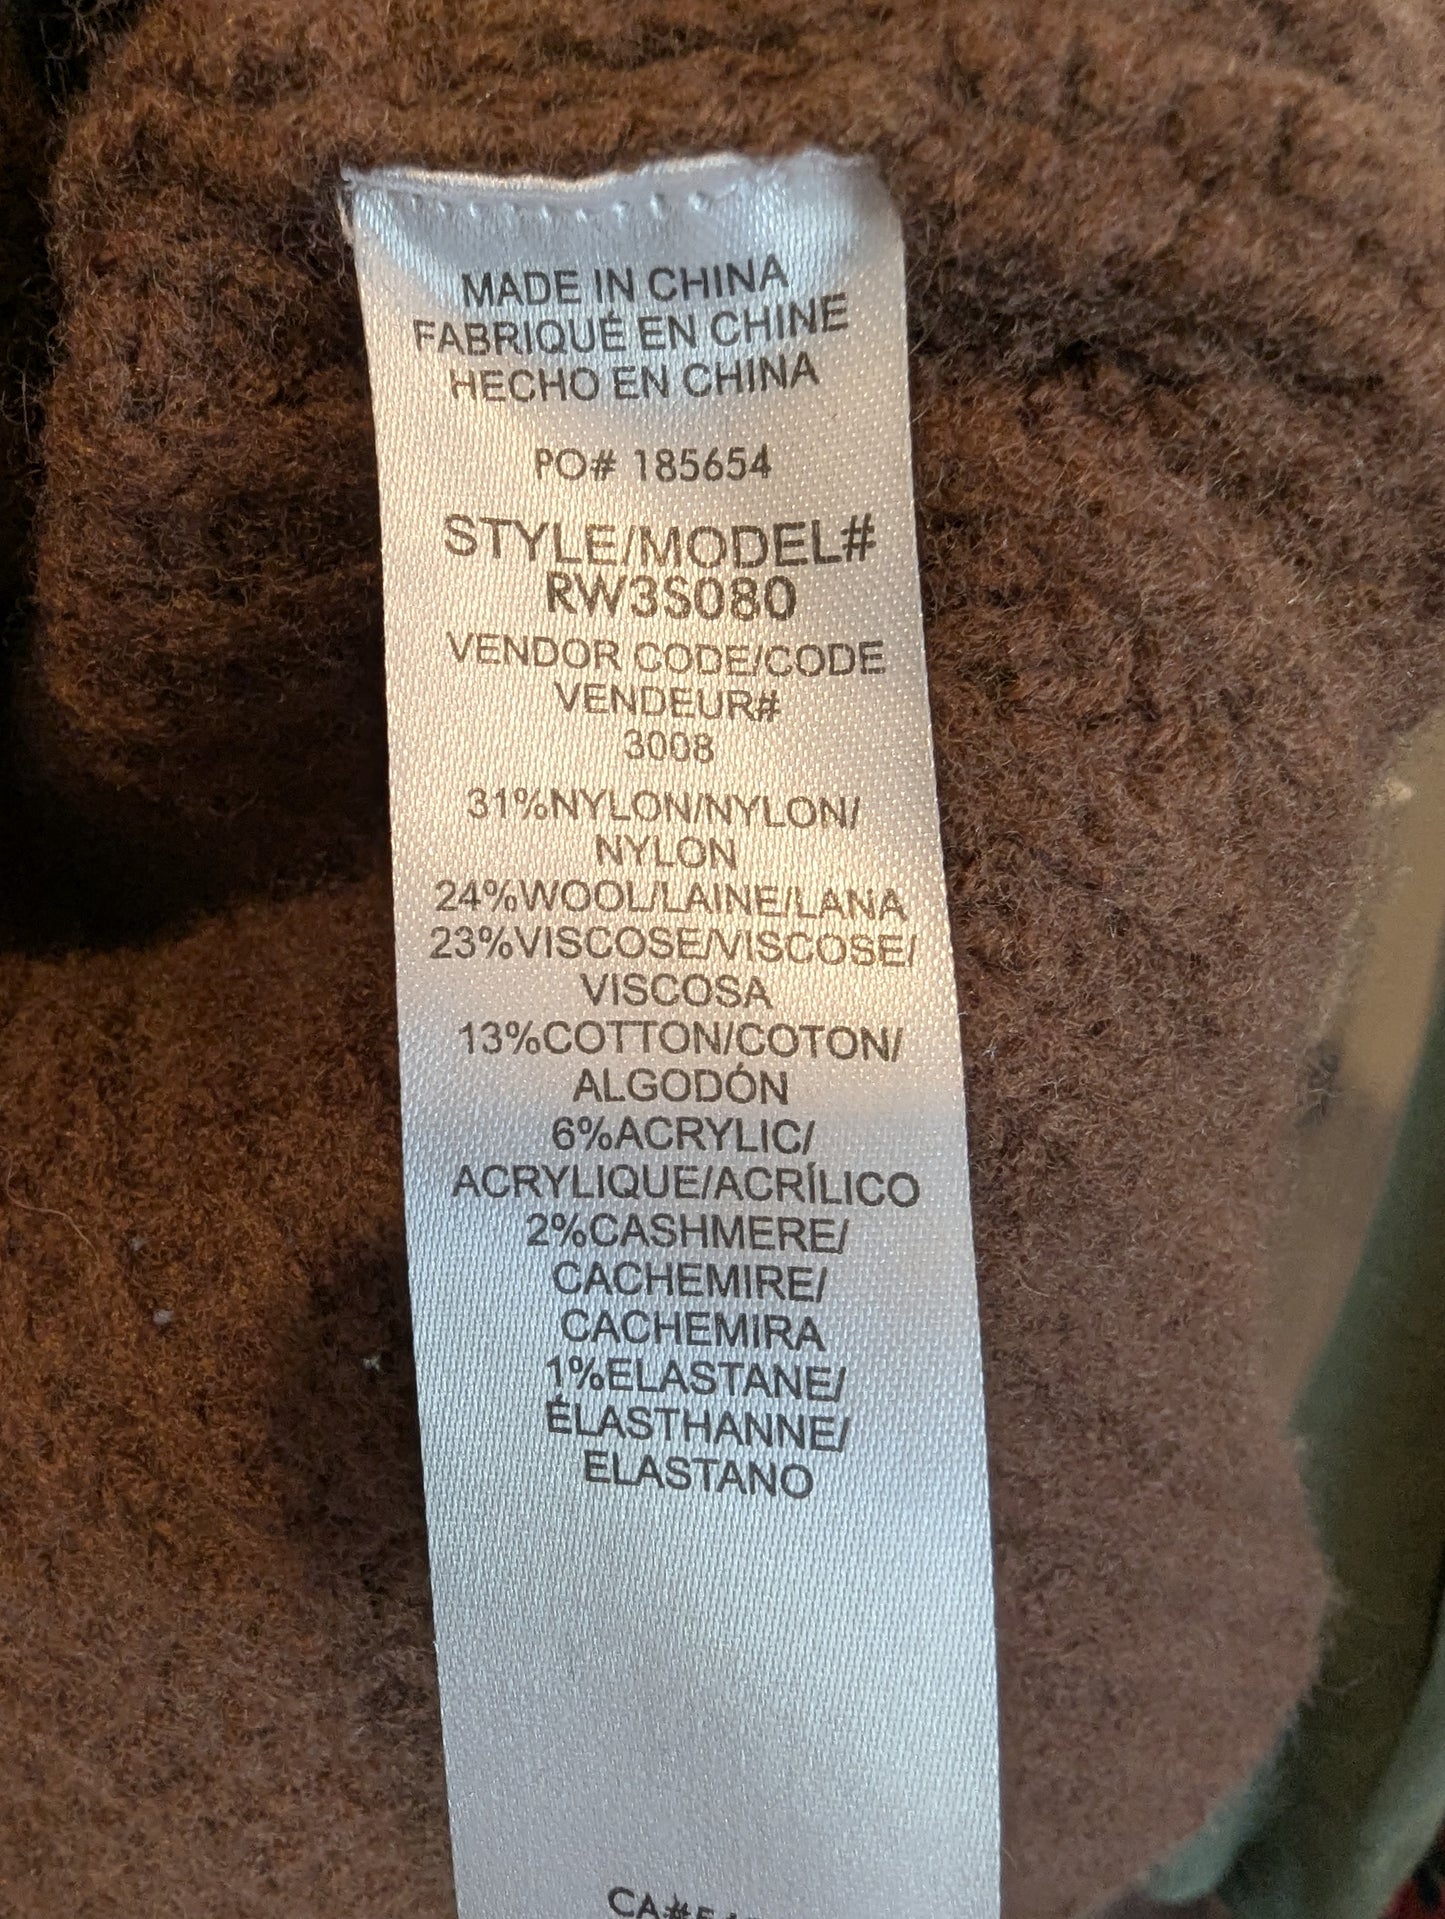 MADE IN CHINA
FABRIQUÉ EN CHINE
HECHO EN CHINA
PO# 185654
STYLE/MODEL#
RW3S080
VENDOR CODE/CODE
VENDEUR#
3008
31%NYLON/NYLON/
NYLON
24%WOOL/LAINE/LANA
23%VISCOSE/VISCOSE/
VISCOSA
13%COTTON/COTON/
ALGODÓN
6%ACRYLIC/
ACRYLIQUE/ACRÍLICO
2%CASHMERE/
CACHEMIRE/
CACHEMIRA
1%ELASTANE/
ÉLASTHANNE/
ELASTANO